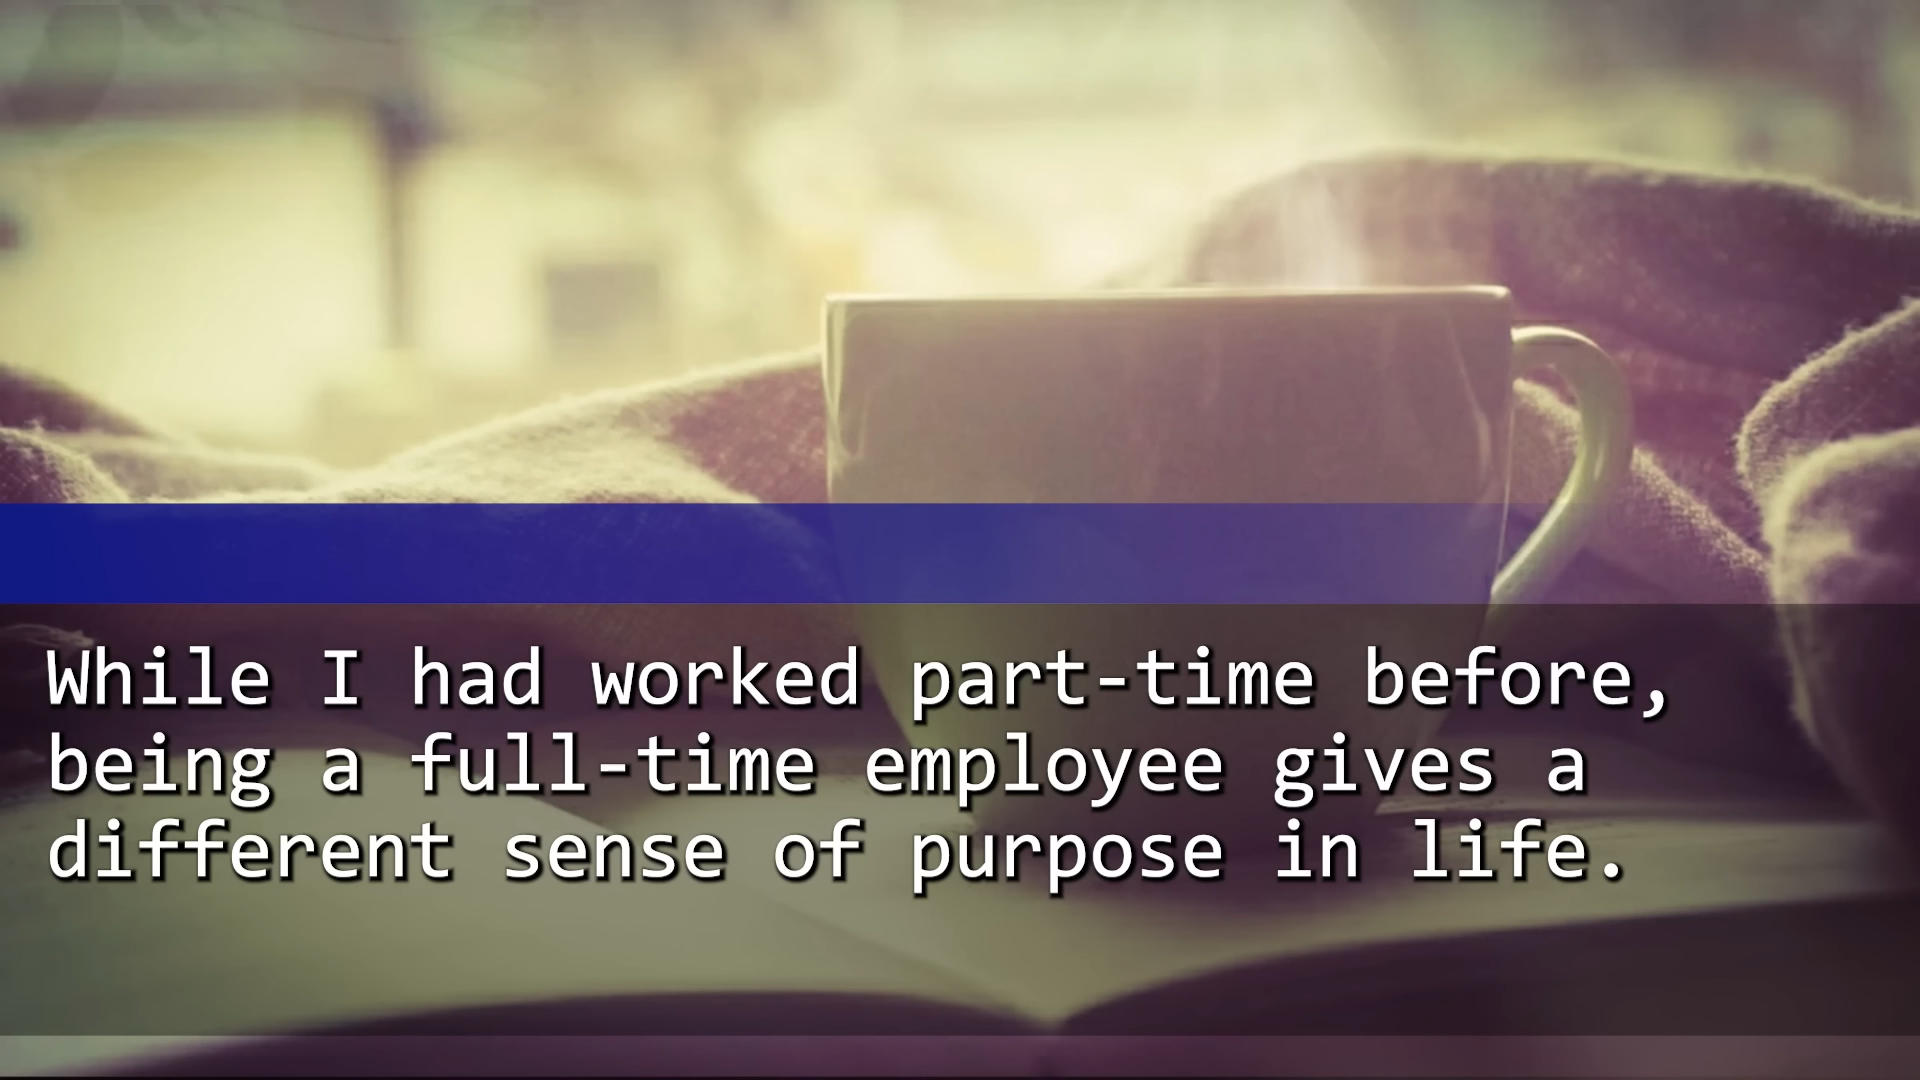 While I had worked part-time before,
being a full-time employee gives a
different sense of purpose in life.